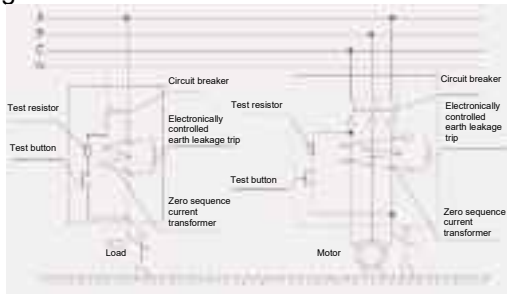 A
B
C
Circuit breaker
Test resistor
Electronically
controlled
earth leakage trip
Test button
Zero sequence
current
transformer
Load
Circuit breaker
Test resistor
Electronically
controlled
earth leakage
trip
Test button
Zero sequence
current
transformer
Motor